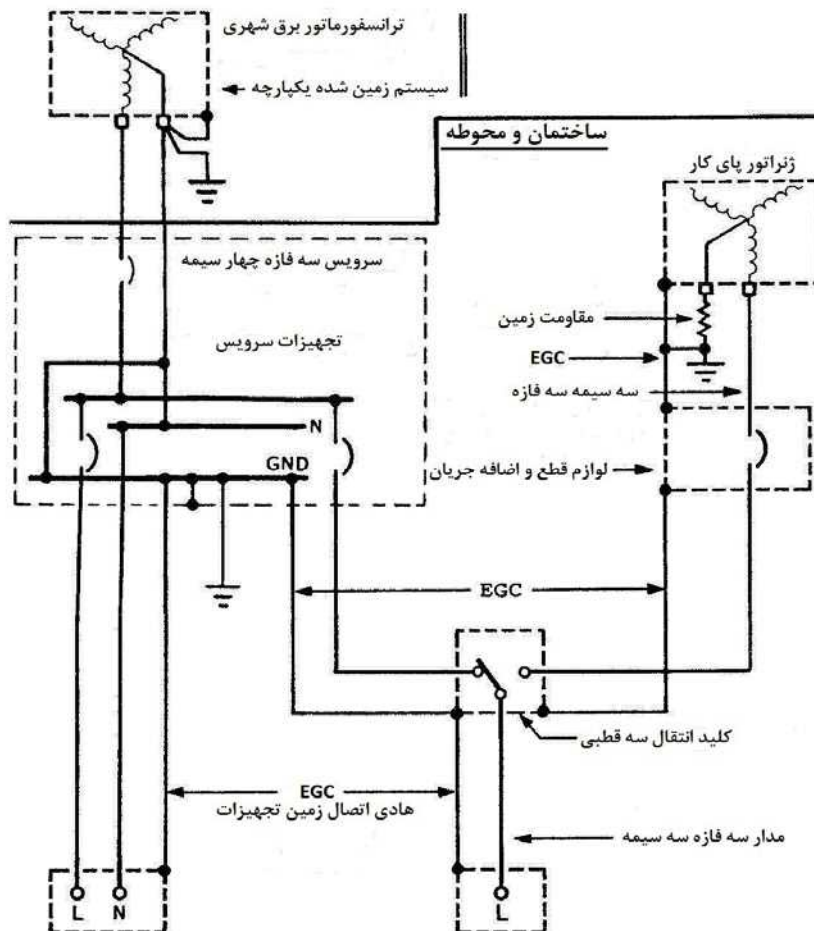 ترانسفورماتور برق شهری
سیستم زمین شده یکپارچه
ساختمان و محوطه
ژنراتور پای کار
سرویس سه فازه چهار سیمه
مقاومت زمین
تجهیزات سرویس
EGC
سه سیمه سه فازه
N
GND
لوازم قطع و اضافه جریان
EGC
کلید انتقال سه قطبی
EGC
هادی اتصال زمین تجهیزات
مدار سه فازه سه سیمه
L N
L